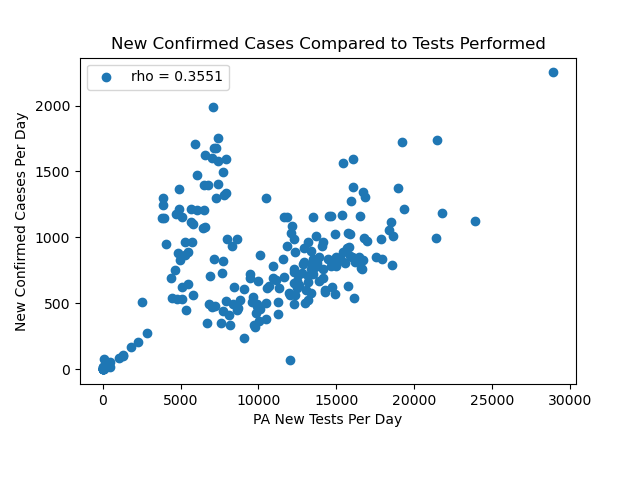 New Confirmed Cases Compared to Tests Performed
rho = 0.3551
New Confirmed Caeses Per Day
2000
1500
1000
500
0
0 5000 10000 15000 20000 25000 30000
PA New Tests Per Day